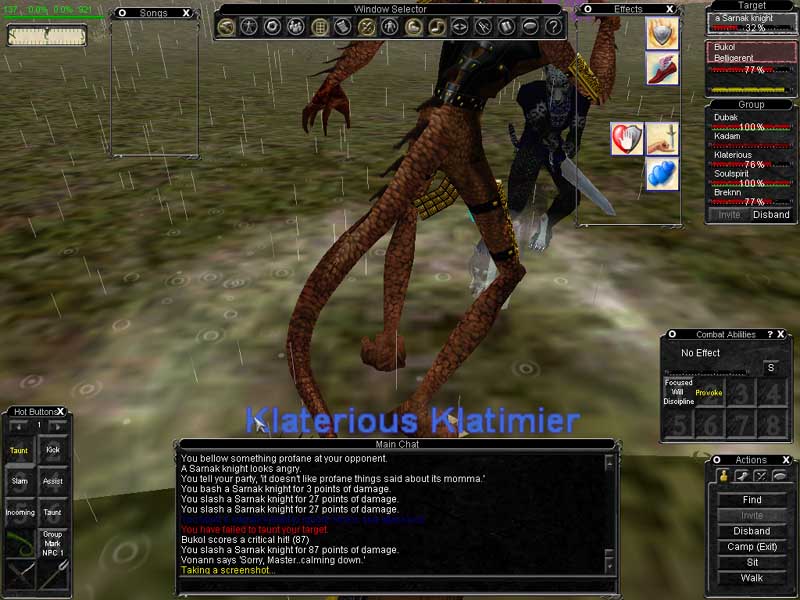 137, 0.0% 0.0% 921
Songs X
Window Selector
Effects X
Target
a Sarnak knight
32%
Bukol
Belligerent
77%
Group
Dubak
100%
Kadam
Klaterious
76%
Soulspirit
100%
Breknn
77%
Invite Disband
Combat Abilities ? X
No Effect
S
Focused
Will
Discipline
Provoke
2 3 4
5 6 7 8
Klaterious Klatimier
Hot Buttons X
1
Taunt Kick
Slam Assist
Incoming Taunt
Group
Mark
NPC 1
Main Chat
You bellow something profane at your opponent.
A Sarnak knight looks angry.
You tell your party, 'it doesn't like profane things said about its momma.'
You bash a Sarnak knight for 3 points of damage.
You slash a Sarnak knight for 27 points of damage.
You slash a Sarnak knight for 27 points of damage.
You have failed to taunt your target
Bukol scores a critical hit! (87)
You slash a Sarnak knight for 87 points of damage.
Vonann says 'Sorry, Master..calming down.'
Taking a screenshot...
Actions X
Find
Invite
Disband
Camp (Exit)
Sit
Walk